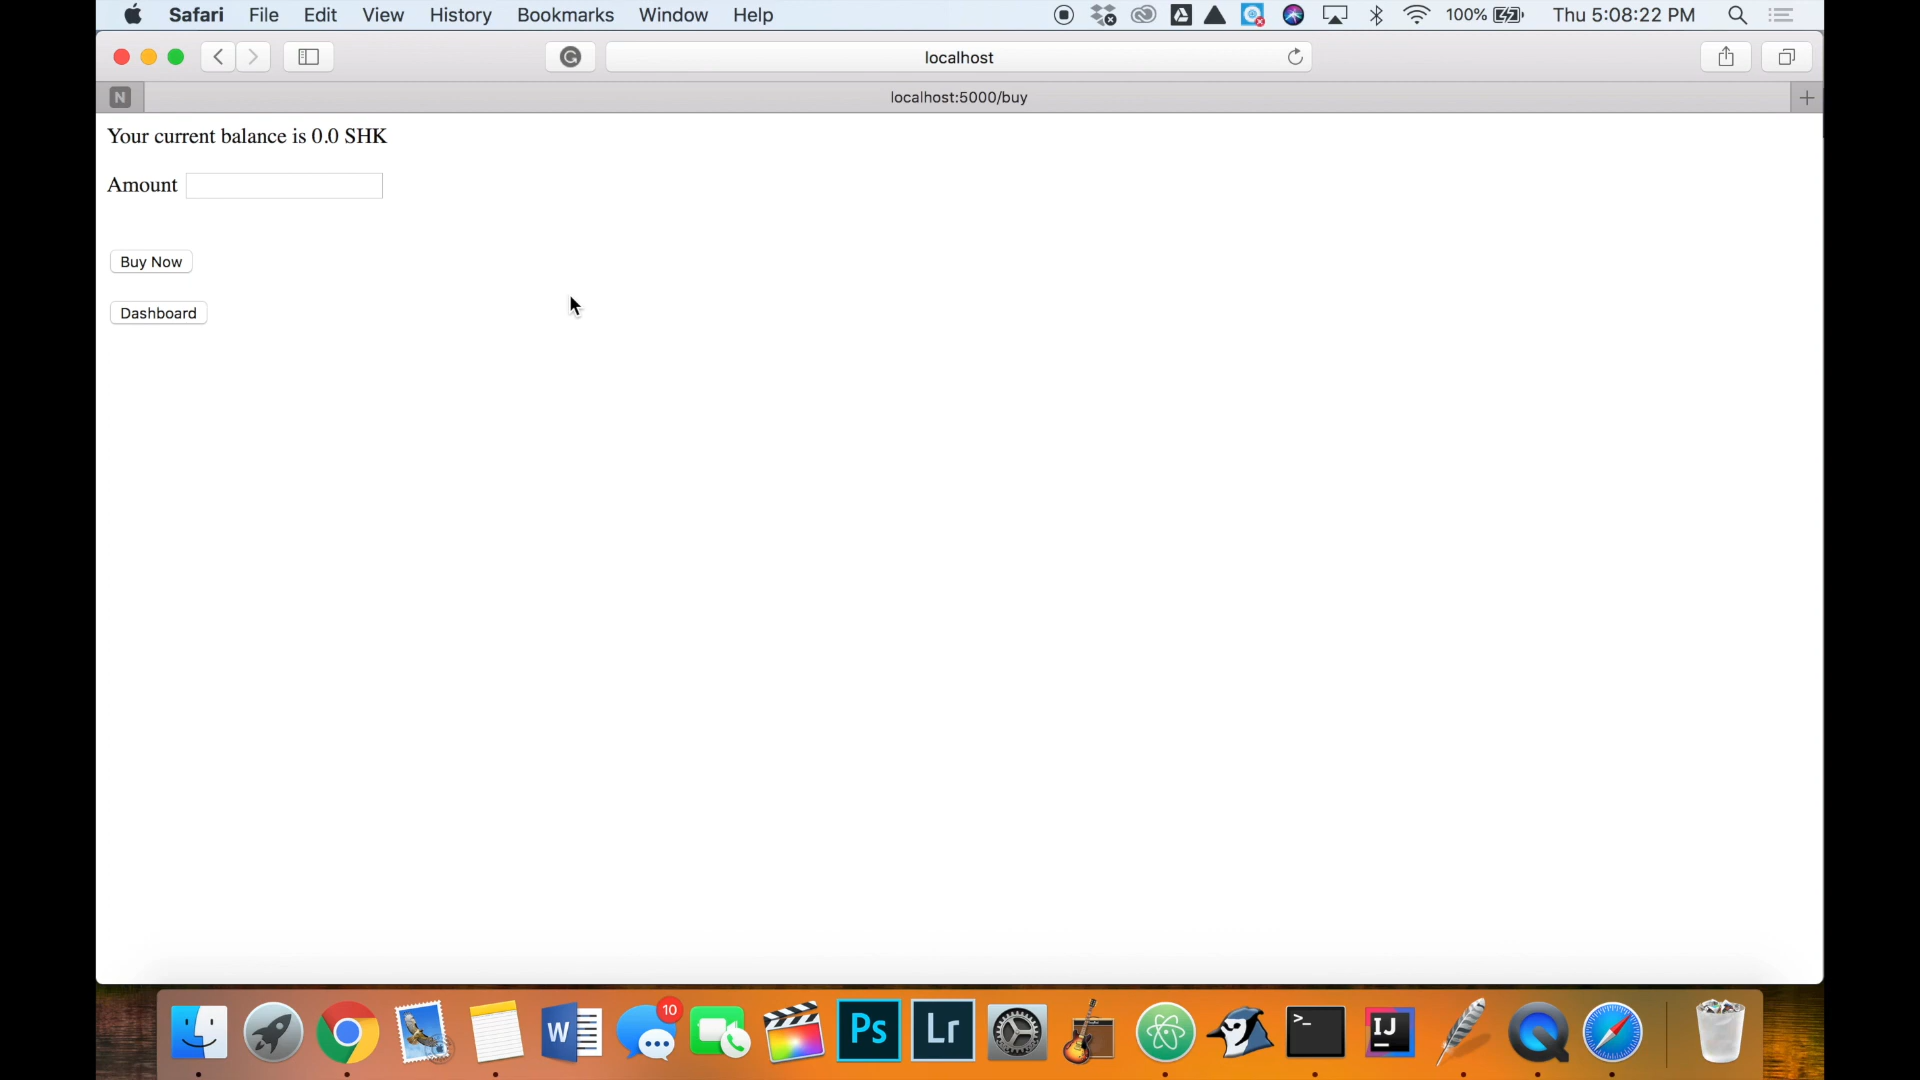 Safari File Edit View History Bookmarks Window Help 100% Thu 5:08:22 PM
localhost
N localhost:5000/buy
Your current balance is 0.0 SHK
Amount
Buy Now
Dashboard
W 10 Ps Lr >_ IJ